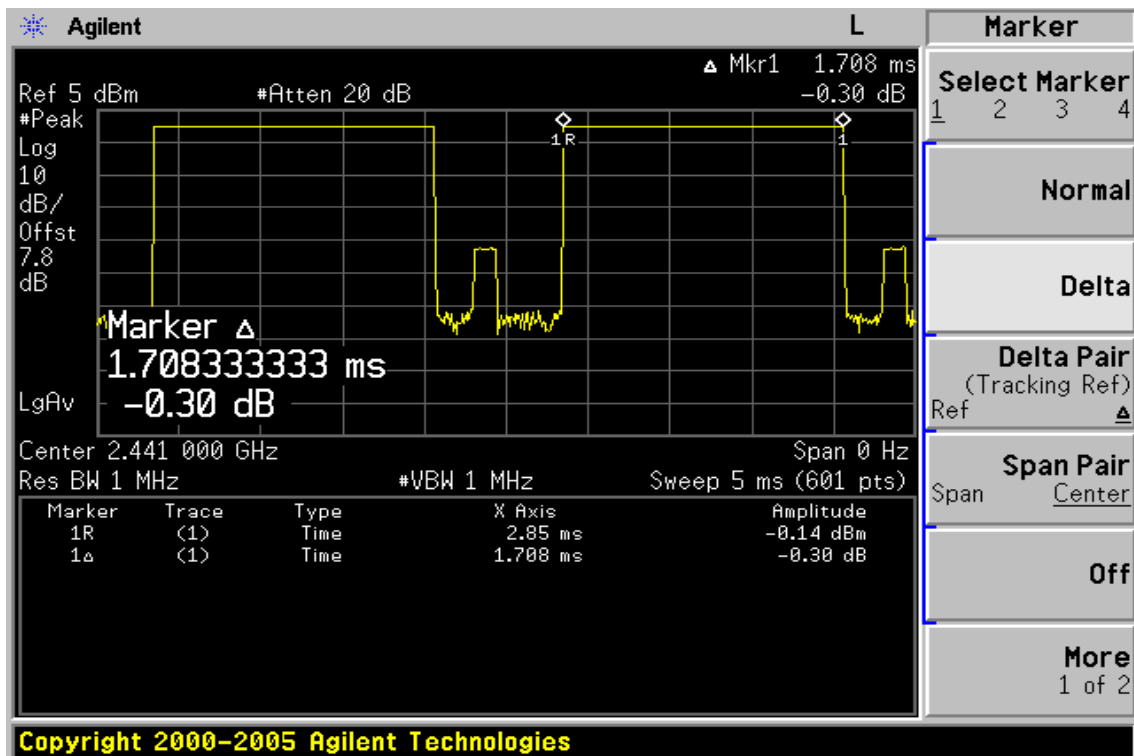 Agilent L
Δ Mkr1 1.708 ms
Ref 5 dBm #Atten 20 dB -0.30 dB
#Peak
Log
10
dB/
Offst
7.8
dB
1R 1
Marker Δ
1.708333333 ms
-0.30 dB
LgAv
Center 2.441 000 GHz Span 0 Hz
Res BW 1 MHz #VBW 1 MHz Sweep 5 ms (601 pts)
Marker Trace Type X Axis Amplitude
1R (1) Time 2.85 ms -0.14 dBm
1Δ (1) Time 1.708 ms -0.30 dB
Marker
Select Marker
1 2 3 4
Normal
Delta
Delta Pair
(Tracking Ref)
Ref Δ
Span Pair
Span Center
Off
More
1 of 2
Copyright 2000-2005 Agilent Technologies